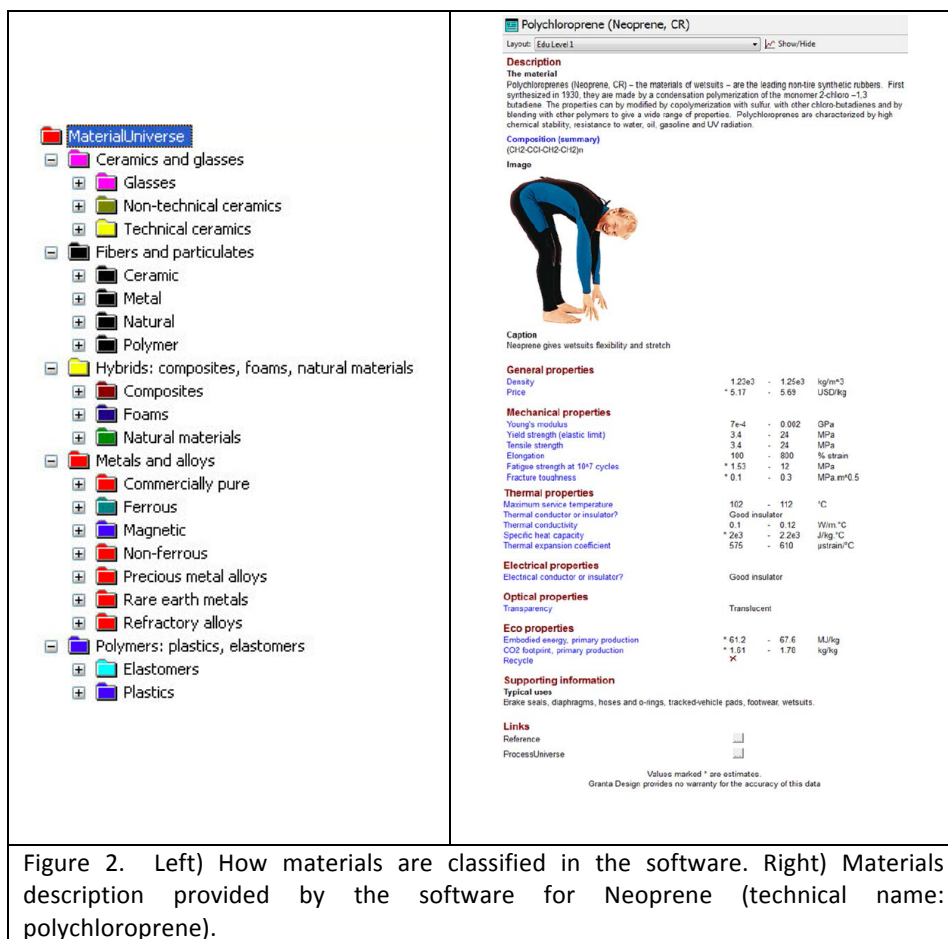 MaterialUniverse
Ceramics and glasses
Glasses
Non-technical ceramics
Technical ceramics
Fibers and particulates
Ceramic
Metal
Natural
Polymer
Hybrids: composites, foams, natural materials
Composites
Foams
Natural materials
Metals and alloys
Commercially pure
Ferrous
Magnetic
Non-ferrous
Precious metal alloys
Rare earth metals
Refractory alloys
Polymers: plastics, elastomers
Elastomers
Plastics
Polychloroprene (Neoprene, CR)
Layout: Edu Level 1 Show/Hide
Description
The material
Polychloroprenes (Neoprene, CR) – the materials of wetsuits – are the leading non-tire synthetic rubbers. First
synthesized in 1930, they are made by a condensation polymerization of the monomer 2-chloro –1,3
butadiene. The properties can by modified by copolymerization with sulfur, with other chloro-butadienes and by
blending with other polymers to give a wide range of properties. Polychloroprenes are characterized by high
chemical stability, resistance to water, oil, gasoline and UV radiation.
Composition (summary)
(CH2-CCl-CH2-CH2)n
Image
Caption
Neoprene gives wetsuits flexibility and stretch
General properties
Density 1.23e3 - 1.25e3 kg/m^3
Price * 5.17 - 5.69 USD/kg
Mechanical properties
Young's modulus 7e-4 - 0.002 GPa
Yield strength (elastic limit) 3.4 - 24 MPa
Tensile strength 3.4 - 24 MPa
Elongation 100 - 800 % strain
Fatigue strength at 10^7 cycles * 1.53 - 12 MPa
Fracture toughness * 0.1 - 0.3 MPa.m^0.5
Thermal properties
Maximum service temperature 102 - 112 °C
Thermal conductor or insulator? Good insulator
Thermal conductivity 0.1 - 0.12 W/m.°C
Specific heat capacity * 2e3 - 2.2e3 J/kg.°C
Thermal expansion coefficient 575 - 610 µstrain/°C
Electrical properties
Electrical conductor or insulator? Good insulator
Optical properties
Transparency Translucent
Eco properties
Embodied energy, primary production * 61.2 - 67.6 MJ/kg
CO2 footprint, primary production * 1.61 - 1.78 kg/kg
Recycle
Supporting information
Typical uses
Brake seals, diaphragms, hoses and o-rings, tracked-vehicle pads, footwear, wetsuits.
Links
Reference ...
ProcessUniverse ...
Values marked * are estimates.
Granta Design provides no warranty for the accuracy of this data
Figure 2. Left) How materials are classified in the software. Right) Materials
description provided by the software for Neoprene (technical name:
polychloroprene).